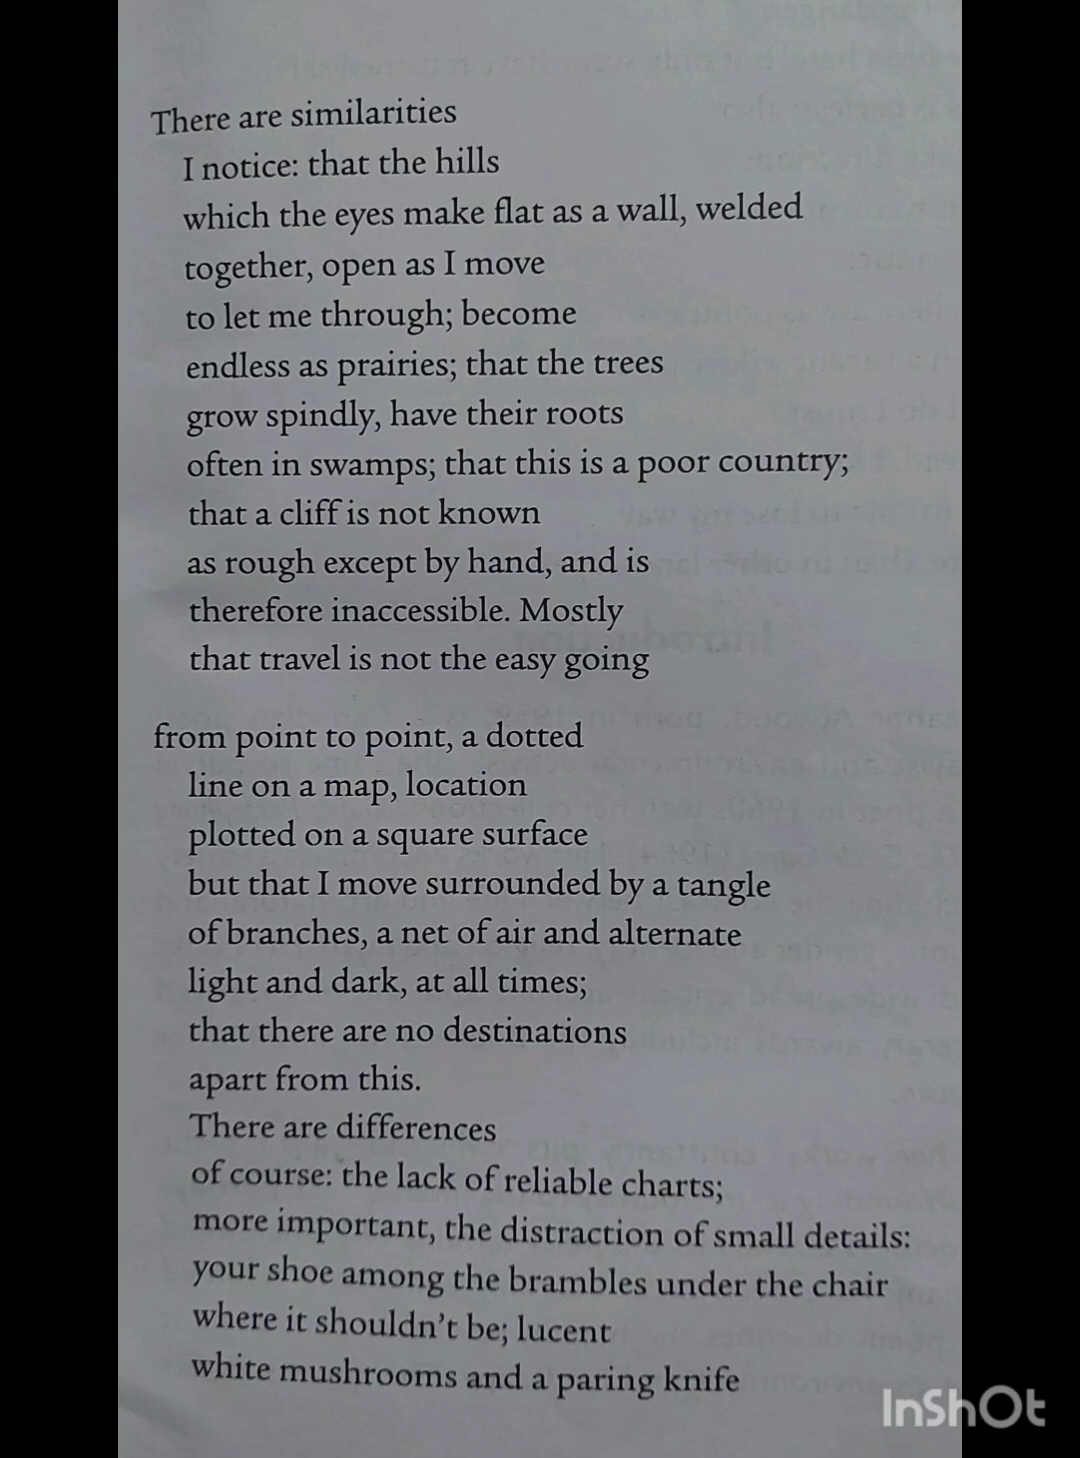 There are similarities
I notice: that the hills
which the eyes make flat as a wall, welded
together, open as I move
to let me through; become
endless as prairies; that the trees
grow spindly, have their roots
often in swamps; that this is a poor country;
that a cliff is not known
as rough except by hand, and is
therefore inaccessible. Mostly
that travel is not the easy going
from point to point, a dotted
line on a map, location
plotted on a square surface
but that I move surrounded by a tangle
of branches, a net of air and alternate
light and dark, at all times;
that there are no destinations
apart from this.
There are differences
of course: the lack of reliable charts;
more important, the distraction of small details:
your shoe among the brambles under the chair
where it shouldn't be; lucent
white mushrooms and a paring knife
InShOt